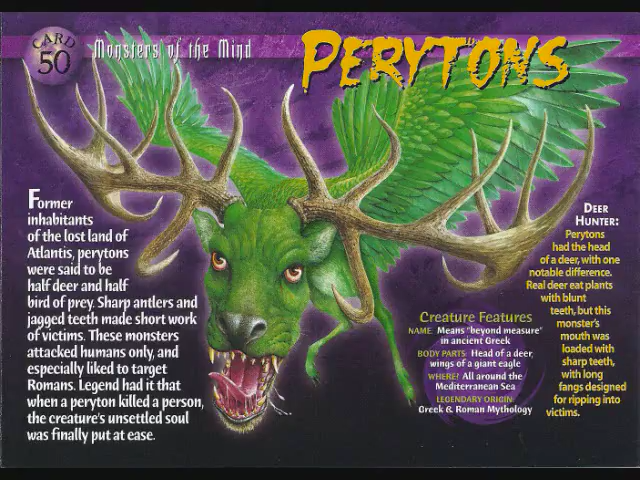 CARD
50
Monsters of the Mind
PERYTONS
Former
inhabitants
of the lost land of
Atlantis, perytons
were said to be
half deer and half
bird of prey. Sharp antlers and
jagged teeth made short work
of victims. These monsters
attacked humans only, and
especially liked to target
Romans. Legend had it that
when a peryton killed a person,
the creature's unsettled soul
was finally put at ease.
Creature Features
NAME: Means "beyond measure"
in ancient Greek
BODY PARTS: Head of a deer,
wings of a giant eagle
WHERE? All around the
Mediterranean Sea
LEGENDARY ORIGIN:
Greek & Roman Mythology
DEER
HUNTER:
Perytons
had the head
of a deer, with one
notable difference.
Real deer eat plants
with blunt
teeth, but this
monster's
mouth was
loaded with
sharp teeth,
with long
fangs designed
for ripping into
victims.